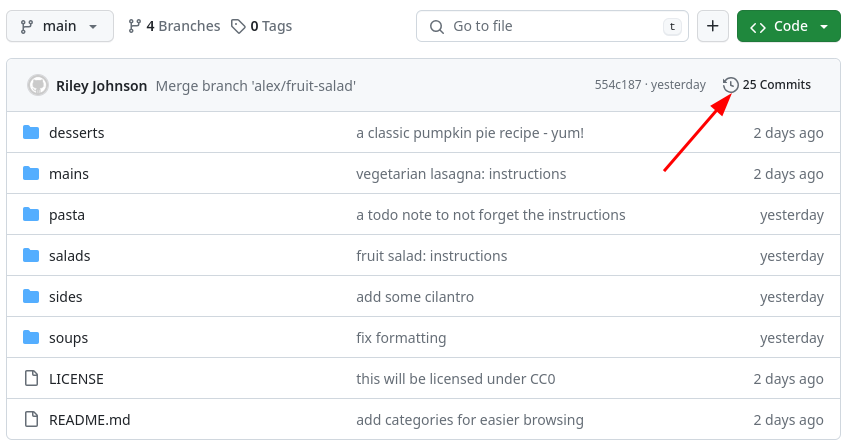 main 4 Branches 0 Tags Go to file t + Code
Riley Johnson Merge branch 'alex/fruit-salad' 554c187 · yesterday 25 Commits
desserts a classic pumpkin pie recipe - yum! 2 days ago
mains vegetarian lasagna: instructions 2 days ago
pasta a todo note to not forget the instructions yesterday
salads fruit salad: instructions yesterday
sides add some cilantro yesterday
soups fix formatting yesterday
LICENSE this will be licensed under CC0 2 days ago
README.md add categories for easier browsing 2 days ago